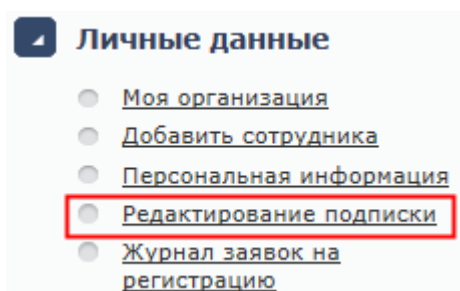 Личные данные
Моя организация
Добавить сотрудника
Персональная информация
Редактирование подписки
Журнал заявок на
регистрацию